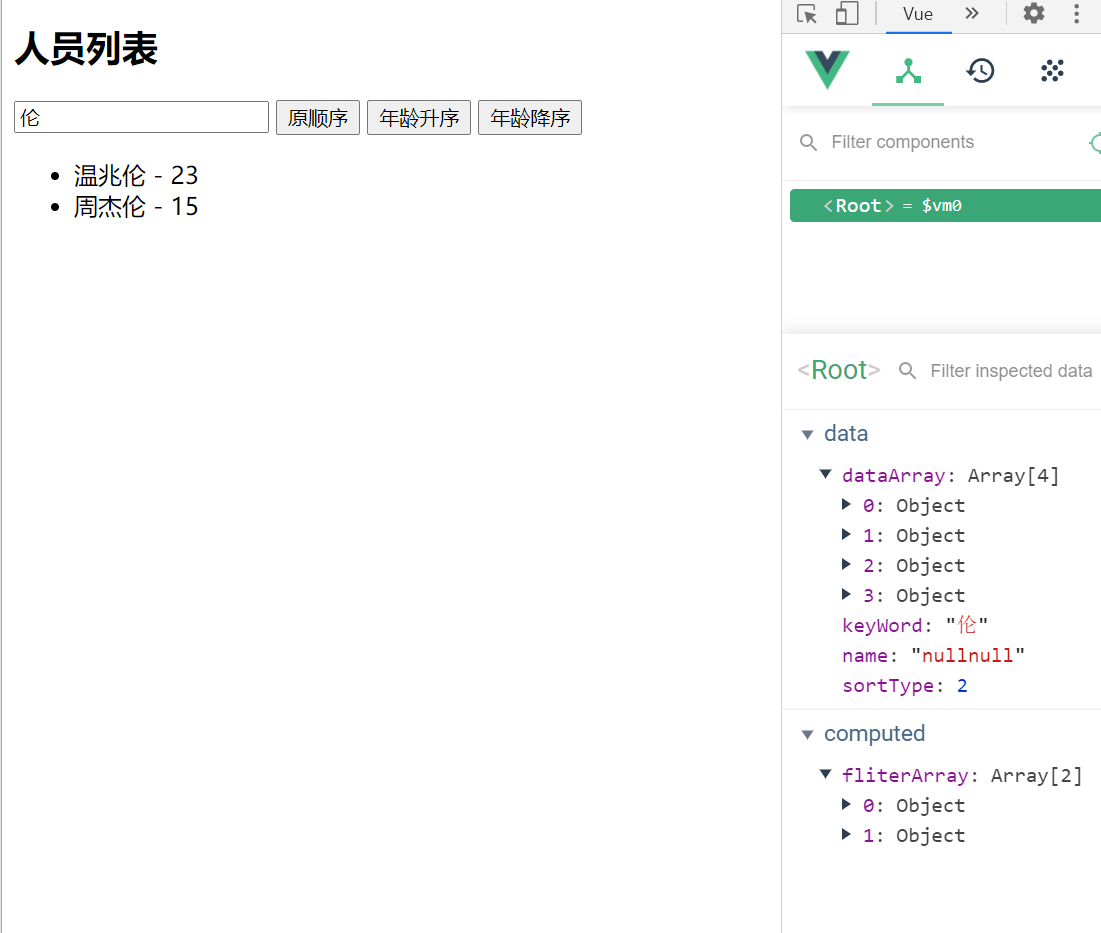 人员列表
伦 原顺序 年龄升序 年龄降序
温兆伦 - 23
周杰伦 - 15
Vue
Filter components
<Root> = $vm0
<Root> Filter inspected data
data
dataArray: Array[4]
0: Object
1: Object
2: Object
3: Object
keyWord: "伦"
name: "nullnull"
sortType: 2
computed
fliterArray: Array[2]
0: Object
1: Object